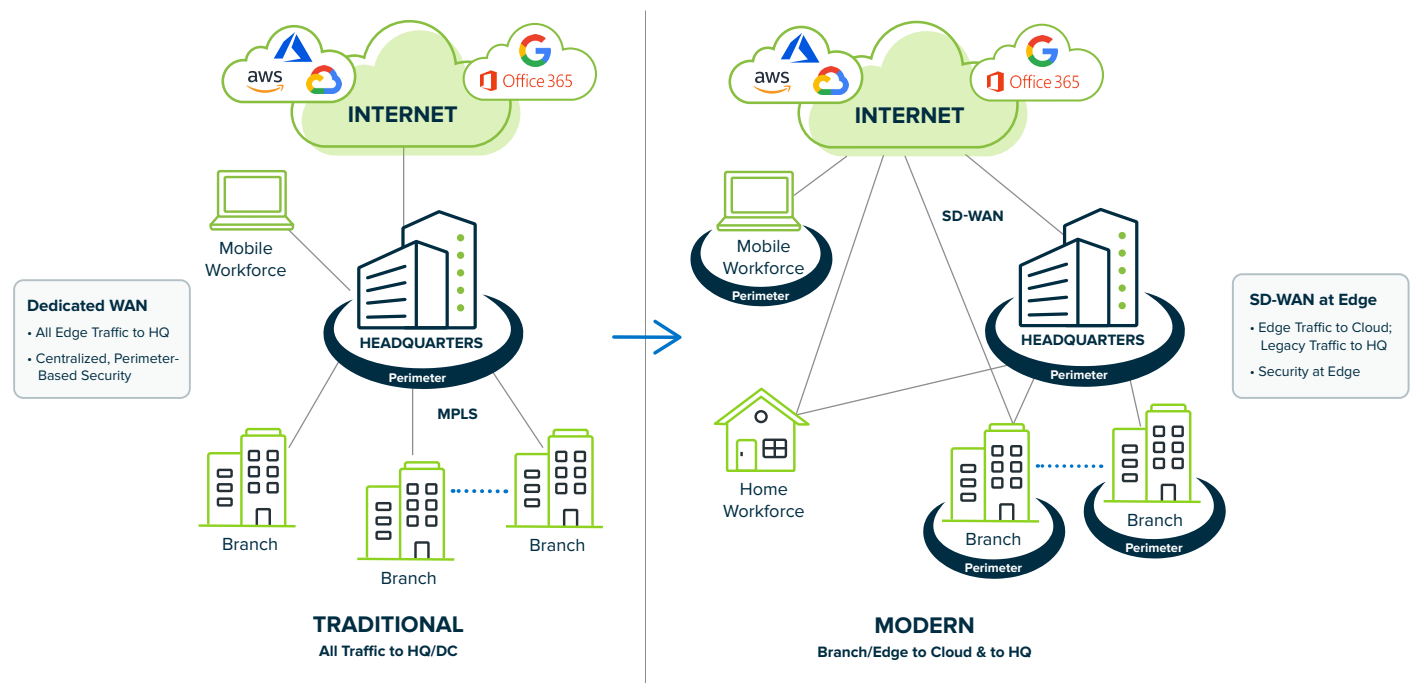 aws
Office 365
INTERNET
Mobile
Workforce
Dedicated WAN
• All Edge Traffic to HQ
• Centralized, Perimeter-
Based Security
HEADQUARTERS
Perimeter
MPLS
Branch
Branch
Branch
TRADITIONAL
All Traffic to HQ/DC
aws
Office 365
INTERNET
SD-WAN
Mobile
Workforce
Perimeter
HEADQUARTERS
Perimeter
SD-WAN at Edge
• Edge Traffic to Cloud;
Legacy Traffic to HQ
• Security at Edge
Home
Workforce
Branch
Perimeter
Branch
Perimeter
MODERN
Branch/Edge to Cloud & to HQ